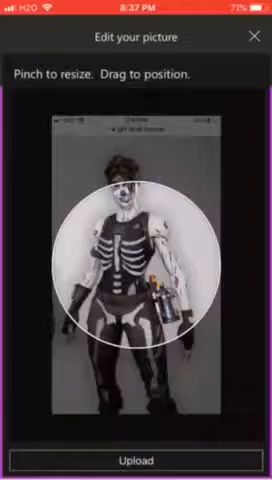 H2O 8:37 PM 71%
Edit your picture
Pinch to resize. Drag to position.
Upload